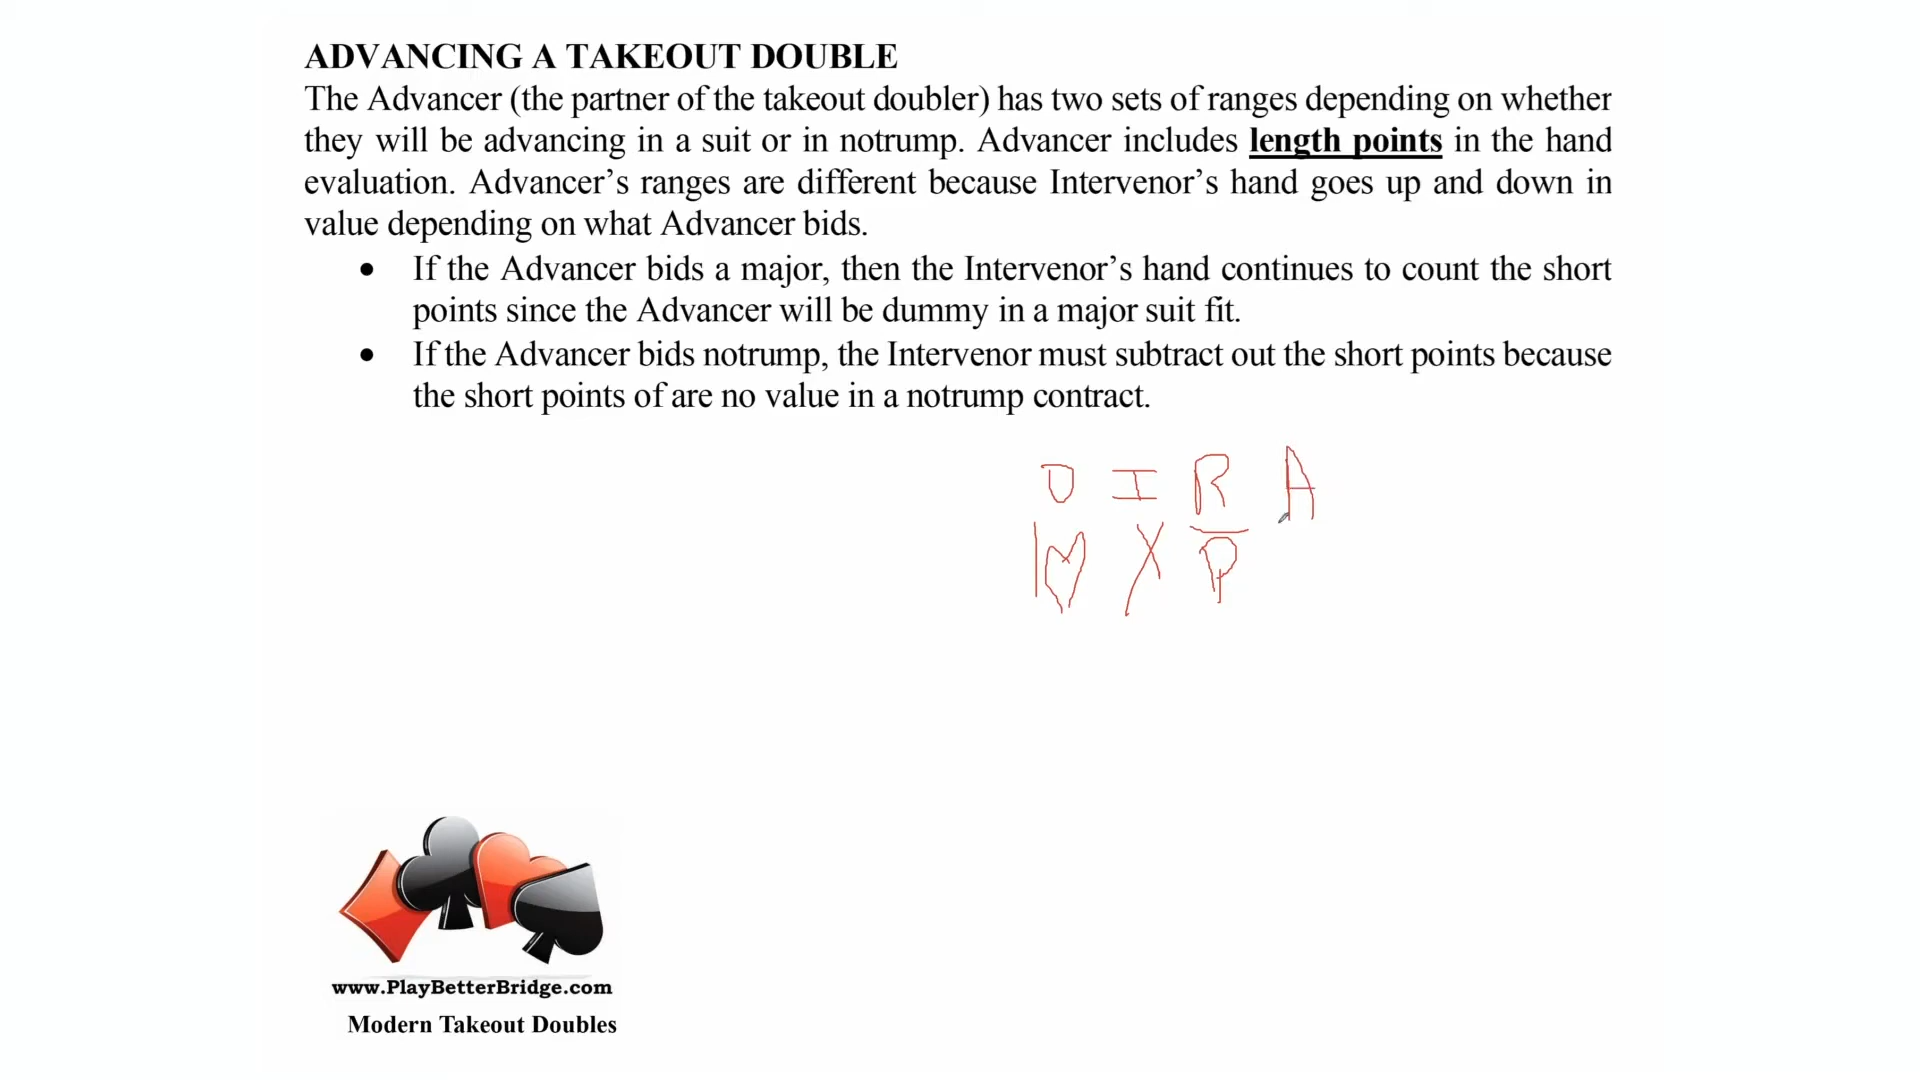 ADVANCING A TAKEOUT DOUBLE
The Advancer (the partner of the takeout doubler) has two sets of ranges depending on whether
they will be advancing in a suit or in notrump. Advancer includes length points in the hand
evaluation. Advancer’s ranges are different because Intervenor’s hand goes up and down in
value depending on what Advancer bids.
• If the Advancer bids a major, then the Intervenor’s hand continues to count the short
points since the Advancer will be dummy in a major suit fit.
• If the Advancer bids notrump, the Intervenor must subtract out the short points because
the short points of are no value in a notrump contract.
O I R A
1♥ X P
www.PlayBetterBridge.com
Modern Takeout Doubles